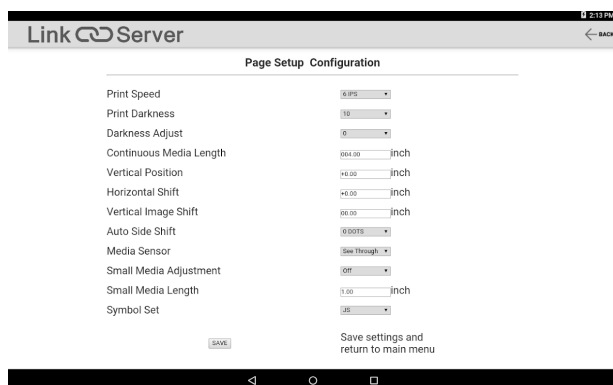 2:13 PM
Link Server
BACK
Page Setup Configuration
Print Speed 6 IPS
Print Darkness 10
Darkness Adjust 0
Continuous Media Length 004.00 inch
Vertical Position +0.00 inch
Horizontal Shift +0.00 inch
Vertical Image Shift 00.00 inch
Auto Side Shift 0 DOTS
Media Sensor See Through
Small Media Adjustment Off
Small Media Length 1.00 inch
Symbol Set JS
SAVE Save settings and
return to main menu